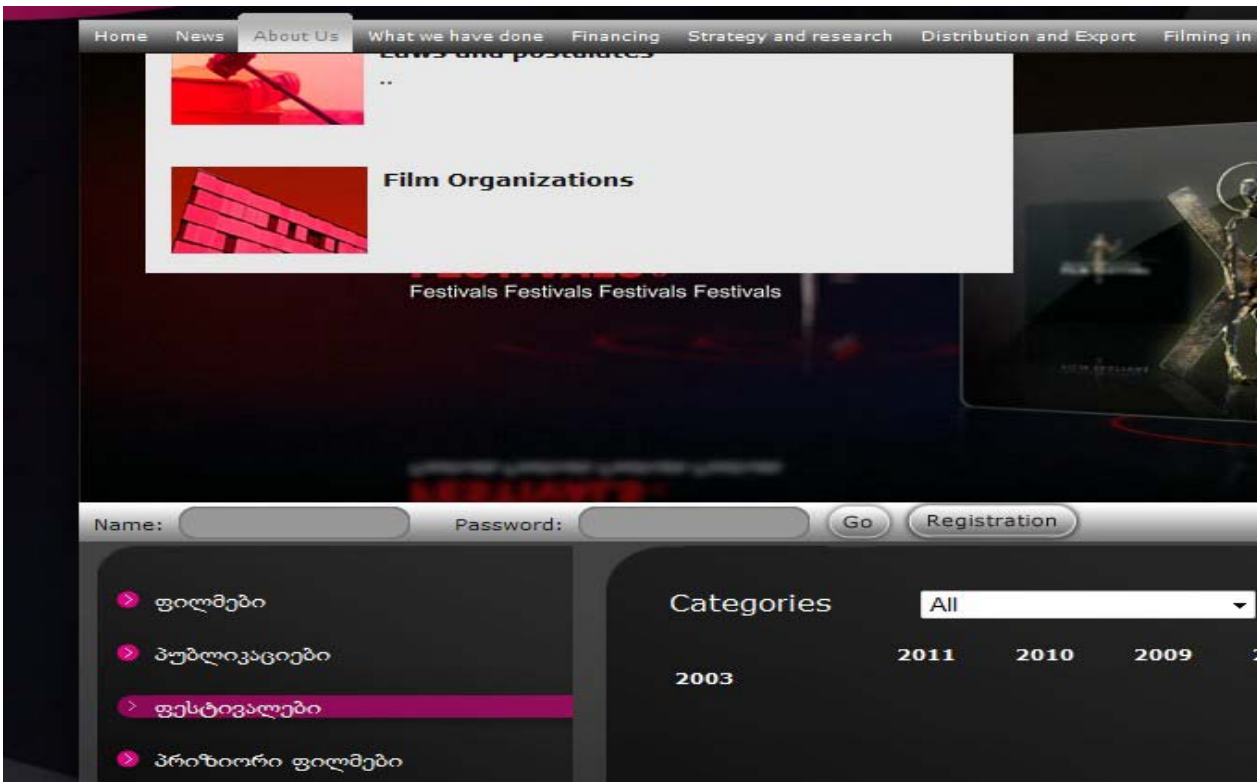 Home News About Us What we have done Financing Strategy and research Distribution and Export Filming in
Laws and postulates
..
Film Organizations
FESTIVALS
Festivals Festivals Festivals Festivals
Name: Password: Go Registration
ფილმები
პუბლიკაციები
ფესტივალები
პრიზიორი ფილმები
Categories All
2011 2010 2009
2003